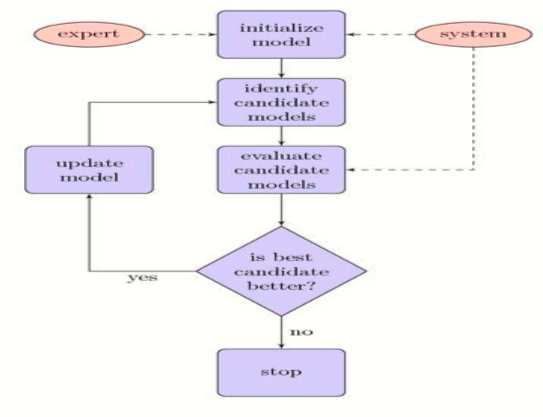 expert
initialize
model
system
identify
candidate
models
update
model
evaluate
candidate
models
is best
candidate
better?
yes
no
stop